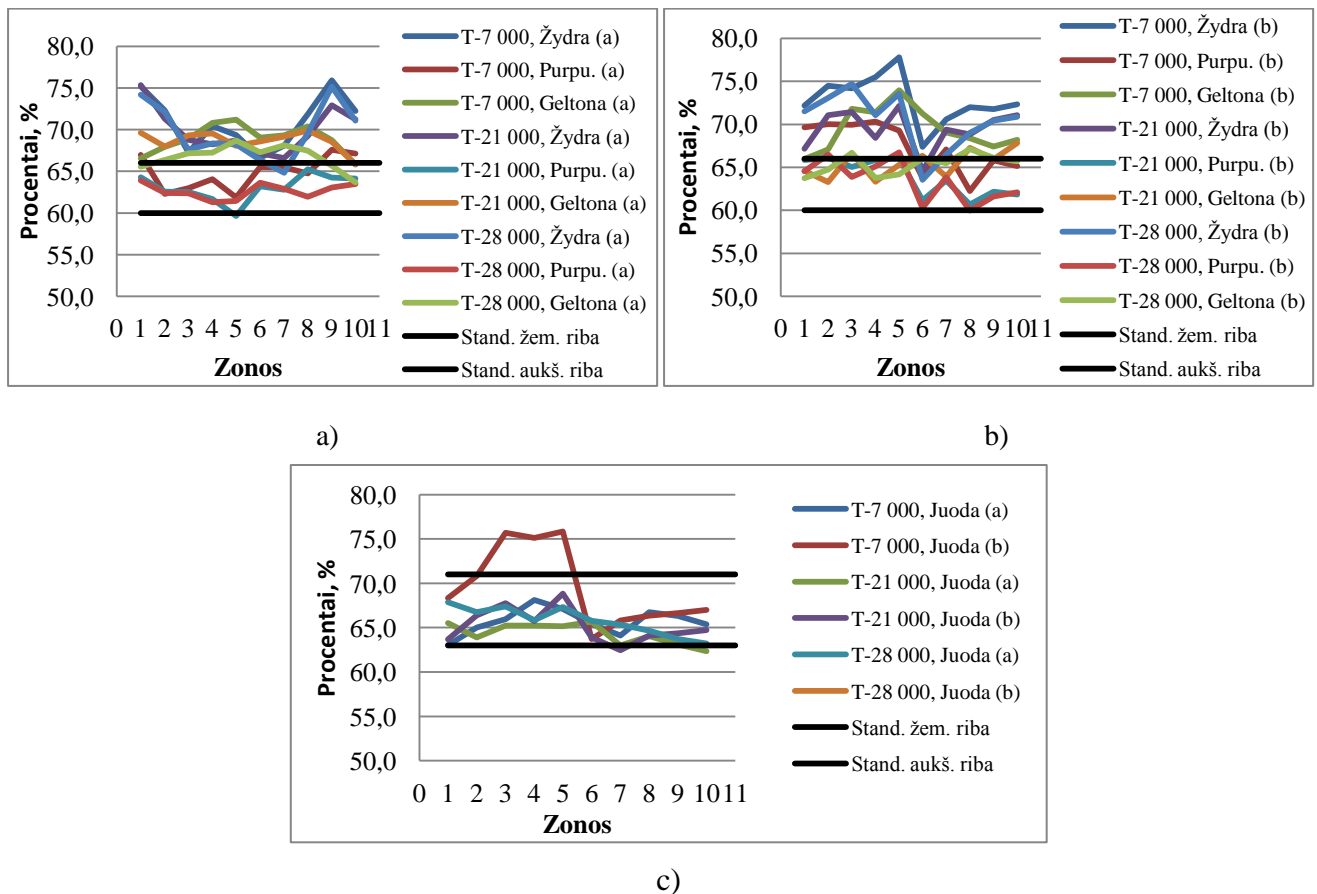 80,0
75,0
70,0
65,0
60,0
55,0
50,0
Procentai, %
0 1 2 3 4 5 6 7 8 9 10 11
Zonos
T-7 000, Žydra (a)
T-7 000, Purpu. (a)
T-7 000, Geltona (a)
T-21 000, Žydra (a)
T-21 000, Purpu. (a)
T-21 000, Geltona (a)
T-28 000, Žydra (a)
T-28 000, Purpu. (a)
T-28 000, Geltona (a)
Stand. žem. riba
Stand. aukš. riba
a)
80,0
75,0
70,0
65,0
60,0
55,0
50,0
Procentai, %
0 1 2 3 4 5 6 7 8 9 10 11
Zonos
T-7 000, Žydra (b)
T-7 000, Purpu. (b)
T-7 000, Geltona (b)
T-21 000, Žydra (b)
T-21 000, Purpu. (b)
T-21 000, Geltona (b)
T-28 000, Žydra (b)
T-28 000, Purpu. (b)
T-28 000, Geltona (b)
Stand. žem. riba
Stand. aukš. riba
b)
80,0
75,0
70,0
65,0
60,0
55,0
50,0
Procentai, %
0 1 2 3 4 5 6 7 8 9 10 11
Zonos
T-7 000, Juoda (a)
T-7 000, Juoda (b)
T-21 000, Juoda (a)
T-21 000, Juoda (b)
T-28 000, Juoda (a)
T-28 000, Juoda (b)
Stand. žem. riba
Stand. aukš. riba
c)